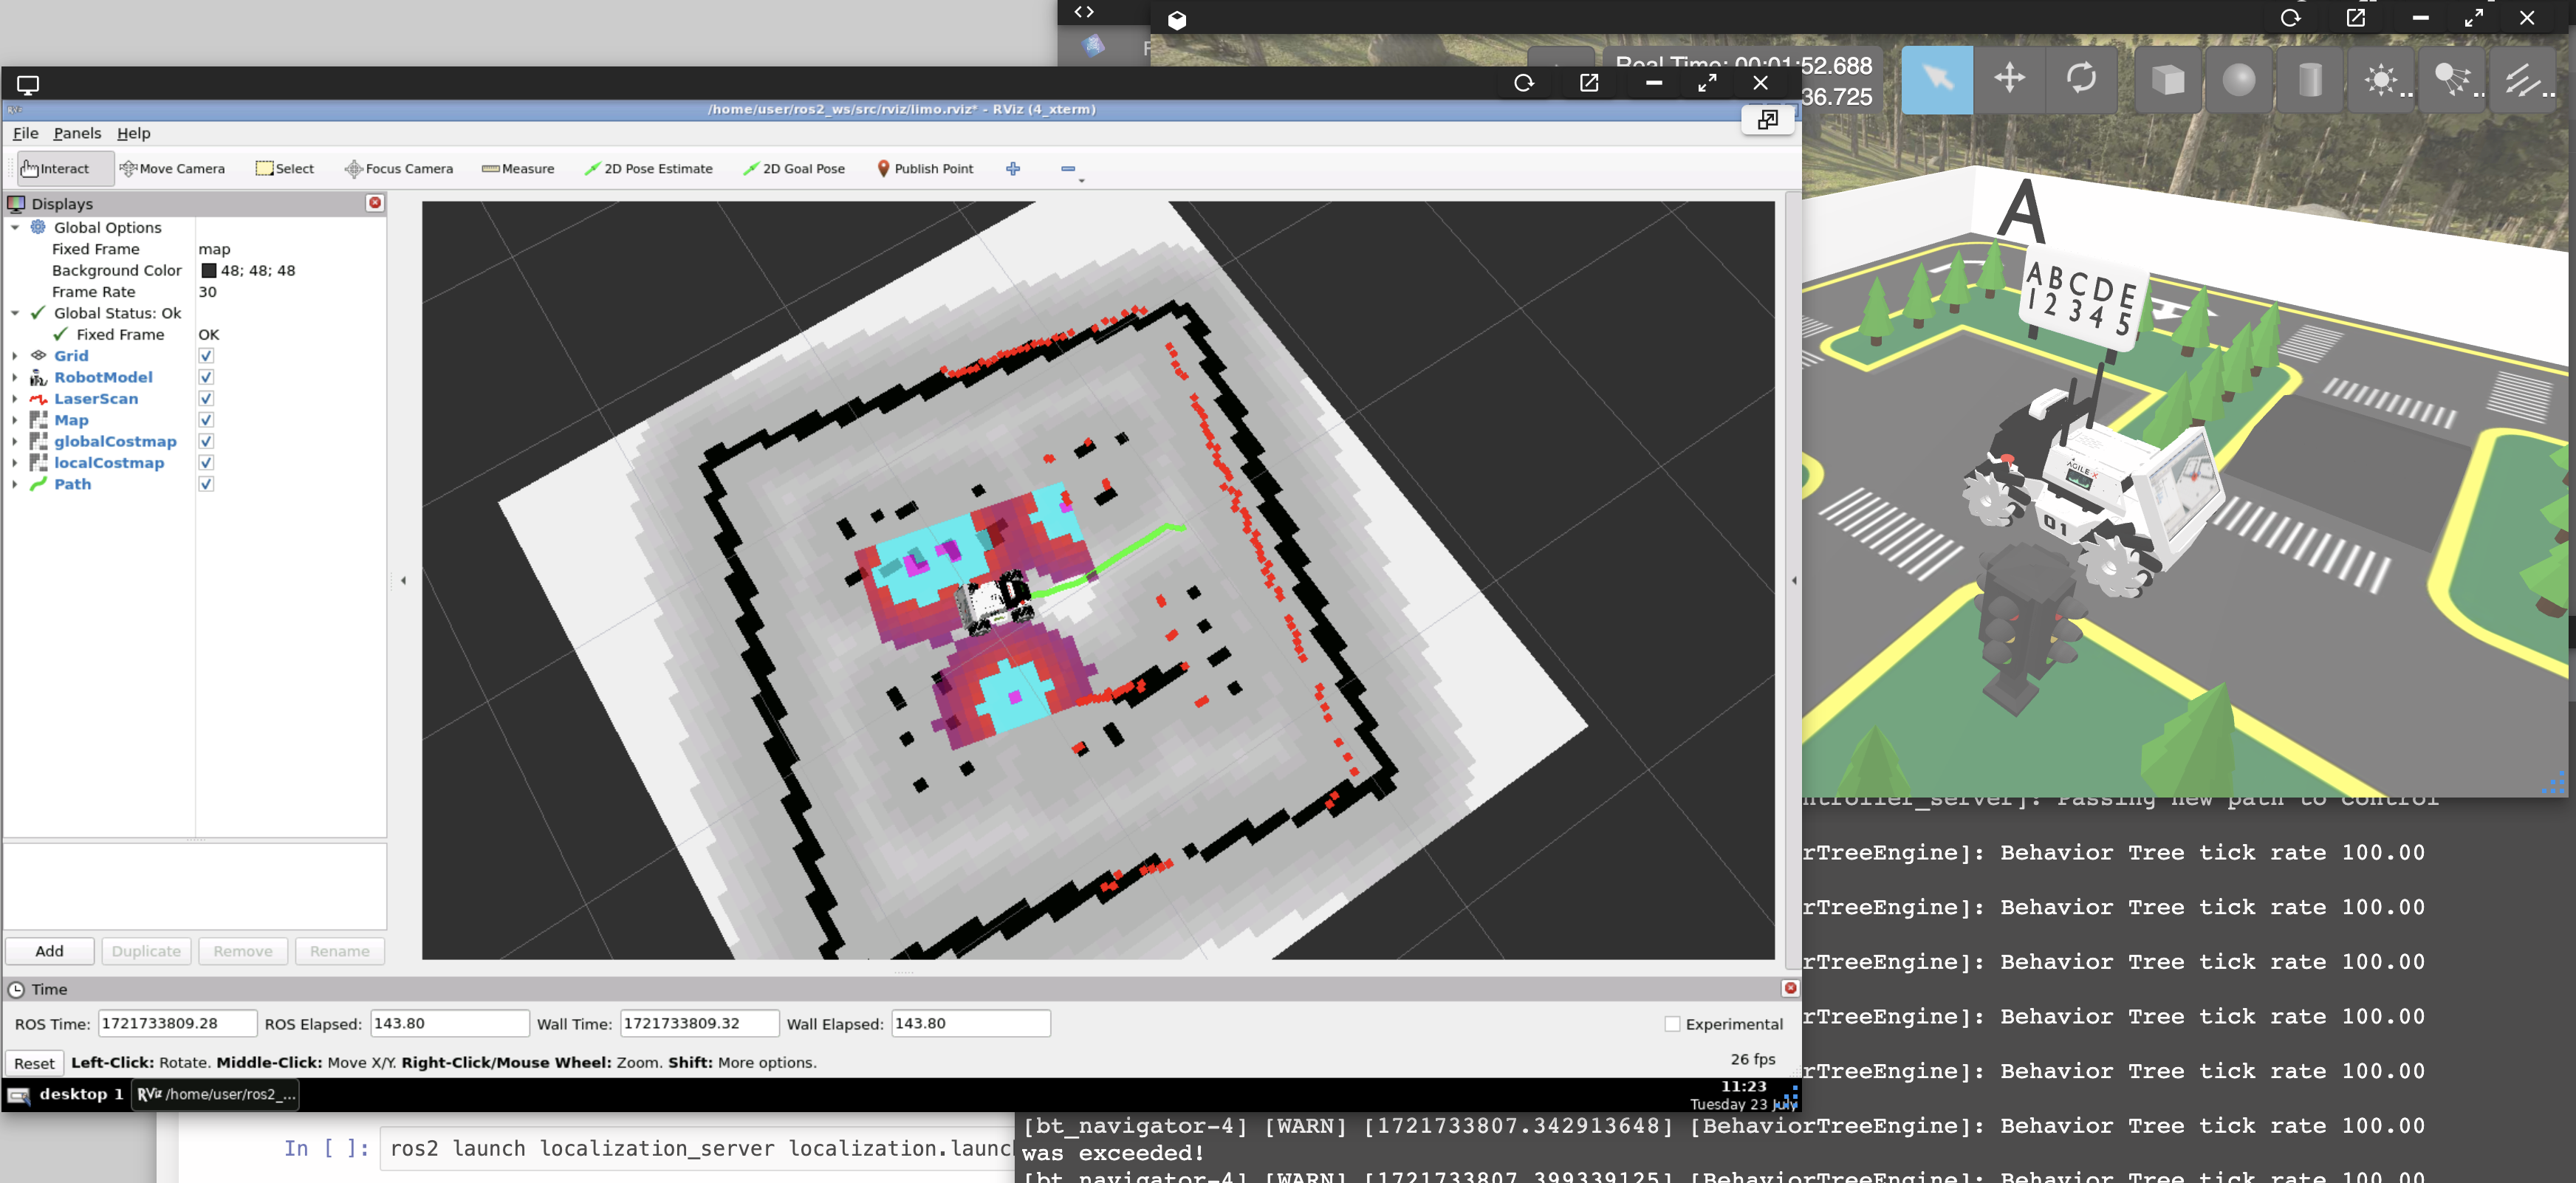 Real Time: 00:01:52.688
36.725
/home/user/ros2_ws/src/rviz/limo.rviz* - RViz (4_xterm)
File Panels Help
Interact Move Camera Select Focus Camera Measure 2D Pose Estimate 2D Goal Pose Publish Point
Displays
Global Options
Fixed Frame map
Background Color 48; 48; 48
Frame Rate 30
Global Status: Ok
Fixed Frame OK
Grid
RobotModel
LaserScan
Map
globalCostmap
localCostmap
Path
Add Duplicate Remove Rename
Time
ROS Time: 1721733809.28 ROS Elapsed: 143.80 Wall Time: 1721733809.32 Wall Elapsed: 143.80 Experimental
Reset Left-Click: Rotate. Middle-Click: Move X/Y. Right-Click/Mouse Wheel: Zoom. Shift: More options. 26 fps
desktop 1 RViz /home/user/ros2_... 11:23
Tuesday 23 July
A
A B C D E
1 2 3 4 5
AGILE·X
01
ntroller_server]: Passing new path to control
rTreeEngine]: Behavior Tree tick rate 100.00
rTreeEngine]: Behavior Tree tick rate 100.00
rTreeEngine]: Behavior Tree tick rate 100.00
rTreeEngine]: Behavior Tree tick rate 100.00
rTreeEngine]: Behavior Tree tick rate 100.00
[bt_navigator-4] [WARN] [1721733807.342913648] [BehaviorTreeEngine]: Behavior Tree tick rate 100.00
was exceeded!
[bt_navigator-4] [WARN] [1721733807.399339125] [BehaviorTreeEngine]: Behavior Tree tick rate 100.00
In [ ]: ros2 launch localization_server localization.launc